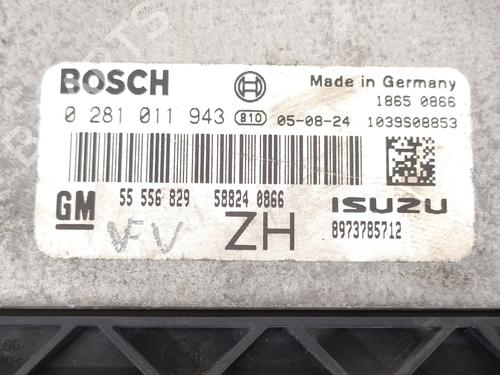 BOSCH
Made in Germany
1865 0866
0 281 011 943 810 05-08-24 1039S08853
GM 55 556 829 58824 0866 ISUZU
VFV ZH 8973785712